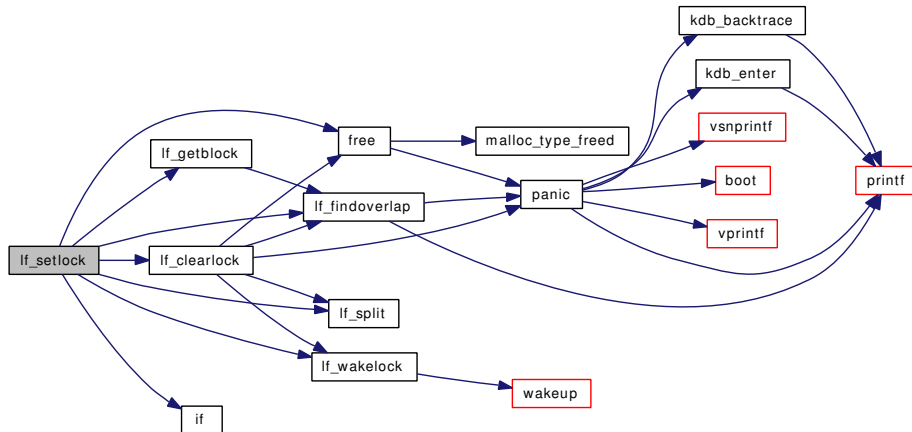 kdb_backtrace
kdb_enter
vsnprintf
free
malloc_type_freed
lf_getblock
boot
printf
panic
lf_findoverlap
vprintf
lf_setlock
lf_clearlock
lf_split
lf_wakelock
wakeup
if